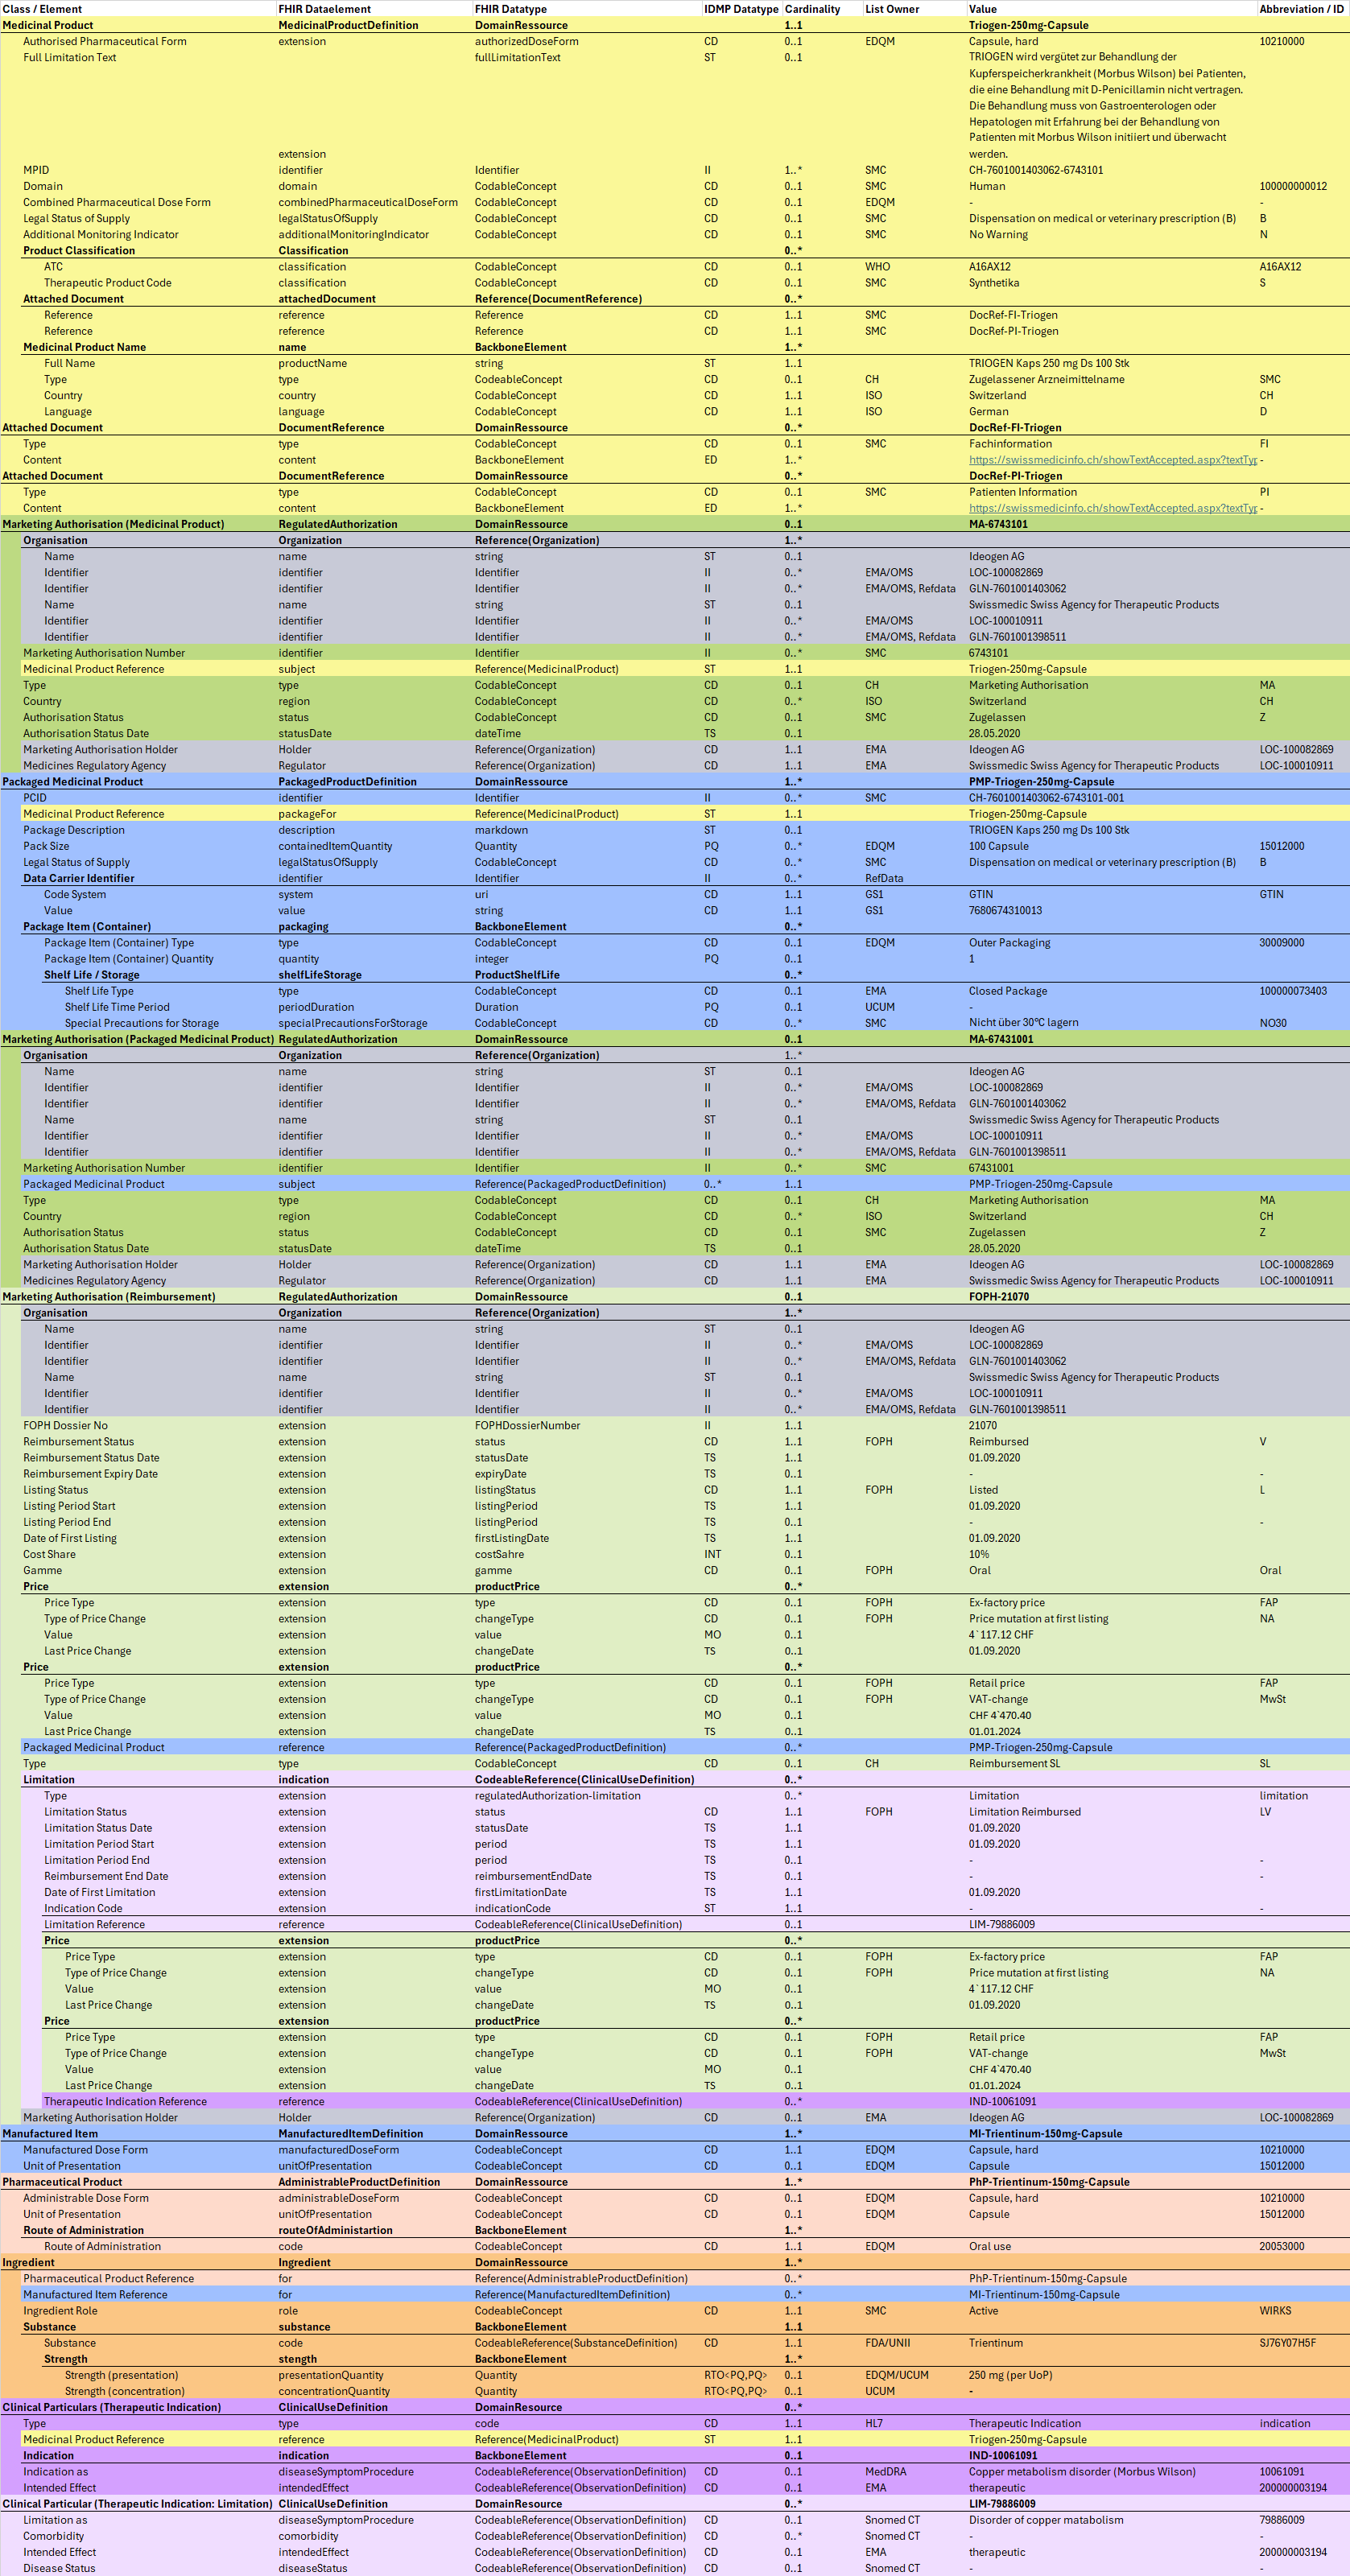 Class / Element FHIR Dataelement FHIR Datatype IDMP Datatype Cardinality List Owner Value Abbreviation / ID
Medicinal Product MedicinalProductDefinition DomainRessource 1..1 Triogen-250mg-Capsule
Authorised Pharmaceutical Form extension authorizedDoseForm CD 0..1 EDQM Capsule, hard 10210000
Full Limitation Text fullLimitationText ST 0..1 TRIOGEN wird vergütet zur Behandlung der
Kupferspeicherkrankheit (Morbus Wilson) bei Patienten,
die eine Behandlung mit D-Penicillamin nicht vertragen.
Die Behandlung muss von Gastroenterologen oder
Hepatologen mit Erfahrung bei der Behandlung von
Patienten mit Morbus Wilson initiiert und überwacht
extension werden.
MPID identifier Identifier II 1..* SMC CH-7601001403062-6743101
Domain domain CodableConcept CD 0..1 SMC Human 100000000012
Combined Pharmaceutical Dose Form combinedPharmaceuticalDoseForm CodableConcept CD 0..1 EDQM -
Legal Status of Supply legalStatusOfSupply CodableConcept CD 0..1 SMC Dispensation on medical or veterinary prescription (B) B
Additional Monitoring Indicator additionalMonitoringIndicator CodableConcept CD 0..1 SMC No Warning N
Product Classification Classification 0..*
ATC classification CodableConcept CD 0..1 WHO A16AX12 A16AX12
Therapeutic Product Code classification CodableConcept CD 0..1 SMC Synthetika S
Attached Document attachedDocument Reference(DocumentReference) 0..*
Reference reference Reference CD 1..1 SMC DocRef-FI-Triogen
Reference reference Reference CD 1..1 SMC DocRef-PI-Triogen
Medicinal Product Name name BackboneElement 1..*
Full Name productName string ST 1..1 TRIOGEN Kaps 250 mg Ds 100 Stk
Type type CodeableConcept CD 0..1 CH Zugelassener Arzneimittelname SMC
Country country CodableConcept CD 1..1 ISO Switzerland CH
Language language CodableConcept CD 1..1 ISO German D
Attached Document DocumentReference DomainRessource 0..* DocRef-FI-Triogen
Type type CodableConcept CD 0..1 SMC Fachinformation FI
Content content BackboneElement ED 1..* https://swissmedicinfo.ch/showTextAccepted.aspx?textTyp -
Attached Document DocumentReference DomainRessource 0..* DocRef-PI-Triogen
Type type CodableConcept CD 0..1 SMC Patienten Information PI
Content content BackboneElement ED 1..* https://swissmedicinfo.ch/showTextAccepted.aspx?textTyp -
Marketing Authorisation (Medicinal Product) RegulatedAuthorization DomainRessource 0..1 MA-6743101
Organisation Organization Reference(Organization) 1..*
Name name string ST 0..1 Ideogen AG
Identifier identifier Identifier II 0..* EMA/OMS LOC-100082869
Identifier identifier Identifier II 0..* EMA/OMS, Refdata GLN-7601001403062
Name name string ST 0..1 Swissmedic Swiss Agency for Therapeutic Products
Identifier identifier Identifier II 0..* EMA/OMS LOC-100010911
Identifier identifier Identifier II 0..* EMA/OMS, Refdata GLN-7601001398511
Marketing Authorisation Number identifier Identifier II 0..* SMC 6743101
Medicinal Product Reference subject Reference(MedicinalProduct) ST 1..1 Triogen-250mg-Capsule
Type type CodableConcept CD 0..1 CH Marketing Authorisation MA
Country region CodableConcept CD 0..* ISO Switzerland CH
Authorisation Status status CodableConcept CD 0..1 SMC Zugelassen Z
Authorisation Status Date statusDate dateTime TS 0..1 28.05.2020
Marketing Authorisation Holder Holder Reference(Organization) CD 1..1 EMA Ideogen AG LOC-100082869
Medicines Regulatory Agency Regulator Reference(Organization) CD 1..1 EMA Swissmedic Swiss Agency for Therapeutic Products LOC-100010911
Packaged Medicinal Product PackagedProductDefinition DomainRessource 1..* PMP-Triogen-250mg-Capsule
PCID identifier Identifier II 0..* SMC CH-7601001403062-6743101-001
Medicinal Product Reference packageFor Reference(MedicinalProduct) ST 1..1 Triogen-250mg-Capsule
Package Description description markdown ST 0..1 TRIOGEN Kaps 250 mg Ds 100 Stk
Pack Size containedItemQuantity Quantity PQ 0..* EDQM 100 Capsule 15012000
Legal Status of Supply legalStatusOfSupply CodableConcept CD 0..* SMC Dispensation on medical or veterinary prescription (B) B
Data Carrier Identifier identifier Identifier II 0..* RefData
Code System system uri CD 1..1 GS1 GTIN GTIN
Value value string CD 1..1 GS1 7680674310013
Package Item (Container) packaging BackboneElement 0..*
Package Item (Container) Type type CodableConcept CD 0..1 EDQM Outer Packaging 30009000
Package Item (Container) Quantity quantity integer PQ 0..1 1
Shelf Life / Storage shelfLifeStorage ProductShelfLife 0..*
Shelf Life Type type CodableConcept CD 0..1 EMA Closed Package 100000073403
Shelf Life Time Period periodDuration Duration PQ 0..1 UCUM -
Special Precautions for Storage specialPrecautionsForStorage CodableConcept CD 0..* SMC Nicht über 30°C lagern NO30
Marketing Authorisation (Packaged Medicinal Product) RegulatedAuthorization DomainRessource 0..1 MA-67431001
Organisation Organization Reference(Organization) 1..*
Name name string ST 0..1 Ideogen AG
Identifier identifier Identifier II 0..* EMA/OMS LOC-100082869
Identifier identifier Identifier II 0..* EMA/OMS, Refdata GLN-7601001403062
Name name string ST 0..1 Swissmedic Swiss Agency for Therapeutic Products
Identifier identifier Identifier II 0..* EMA/OMS LOC-100010911
Identifier identifier Identifier II 0..* EMA/OMS, Refdata GLN-7601001398511
Marketing Authorisation Number identifier Identifier II 0..* SMC 67431001
Packaged Medicinal Product subject Reference(PackagedProductDefinition) 0..* 1..1 PMP-Triogen-250mg-Capsule
Type type CodableConcept CD 0..1 CH Marketing Authorisation MA
Country region CodableConcept CD 0..* ISO Switzerland CH
Authorisation Status status CodableConcept CD 0..1 SMC Zugelassen Z
Authorisation Status Date statusDate dateTime TS 0..1 28.05.2020
Marketing Authorisation Holder Holder Reference(Organization) CD 1..1 EMA Ideogen AG LOC-100082869
Medicines Regulatory Agency Regulator Reference(Organization) CD 1..1 EMA Swissmedic Swiss Agency for Therapeutic Products LOC-100010911
Marketing Authorisation (Reimbursement) RegulatedAuthorization DomainRessource 0..1 FOPH-21070
Organisation Organization Reference(Organization) 1..*
Name name string ST 0..1 Ideogen AG
Identifier identifier Identifier II 0..* EMA/OMS LOC-100082869
Identifier identifier Identifier II 0..* EMA/OMS, Refdata GLN-7601001403062
Name name string ST 0..1 Swissmedic Swiss Agency for Therapeutic Products
Identifier identifier Identifier II 0..* EMA/OMS LOC-100010911
Identifier identifier Identifier II 0..* EMA/OMS, Refdata GLN-7601001398511
FOPH Dossier No extension FOPHDossierNumber II 1..1 21070
Reimbursement Status extension status CD 1..1 FOPH Reimbursed V
Reimbursement Status Date extension statusDate TS 1..1 01.09.2020
Reimbursement Expiry Date extension expiryDate TS 0..1 - -
Listing Status extension listingStatus CD 1..1 FOPH Listed L
Listing Period Start extension listingPeriod TS 1..1 01.09.2020
Listing Period End extension listingPeriod TS 0..1 - -
Date of First Listing extension firstListingDate TS 1..1 01.09.2020
Cost Share extension costSahre INT 0..1 10%
Gamme extension gamme CD 0..1 FOPH Oral Oral
Price extension productPrice 0..*
Price Type extension type CD 0..1 FOPH Ex-factory price FAP
Type of Price Change extension changeType CD 0..1 FOPH Price mutation at first listing NA
Value extension value MO 0..1 4`117.12 CHF
Last Price Change extension changeDate TS 0..1 01.09.2020
Price extension productPrice 0..*
Price Type extension type CD 0..1 FOPH Retail price FAP
Type of Price Change extension changeType CD 0..1 FOPH VAT-change MwSt
Value extension value MO 0..1 CHF 4`470.40
Last Price Change extension changeDate TS 0..1 01.01.2024
Packaged Medicinal Product reference Reference(PackagedProductDefinition) 0..* PMP-Triogen-250mg-Capsule
Type type CodableConcept CD 0..1 CH Reimbursement SL SL
Limitation indication CodeableReference(ClinicalUseDefinition) 0..*
Type extension regulatedAuthorization-limitation 0..* Limitation limitation
Limitation Status extension status CD 1..1 FOPH Limitation Reimbursed LV
Limitation Status Date extension statusDate TS 1..1 01.09.2020
Limitation Period Start extension period TS 1..1 01.09.2020
Limitation Period End extension period TS 0..1 - -
Reimbursement End Date extension reimbursementEndDate TS 0..1 - -
Date of First Limitation extension firstLimitationDate TS 1..1 01.09.2020
Indication Code extension indicationCode ST 1..1 - -
Limitation Reference reference CodeableReference(ClinicalUseDefinition) 0..1 LIM-79886009
Price extension productPrice 0..*
Price Type extension type CD 0..1 FOPH Ex-factory price FAP
Type of Price Change extension changeType CD 0..1 FOPH Price mutation at first listing NA
Value extension value MO 0..1 4`117.12 CHF
Last Price Change extension changeDate TS 0..1 01.09.2020
Price extension productPrice 0..*
Price Type extension type CD 0..1 FOPH Retail price FAP
Type of Price Change extension changeType CD 0..1 FOPH VAT-change MwSt
Value extension value MO 0..1 CHF 4`470.40
Last Price Change extension changeDate TS 0..1 01.01.2024
Therapeutic Indication Reference reference CodeableReference(ClinicalUseDefinition) 0..* IND-10061091
Marketing Authorisation Holder Holder Reference(Organization) CD 0..1 EMA Ideogen AG LOC-100082869
Manufactured Item ManufacturedItemDefinition DomainRessource 1..* MI-Trientinum-150mg-Capsule
Manufactured Dose Form manufacturedDoseForm CodeableConcept CD 1..1 EDQM Capsule, hard 10210000
Unit of Presentation unitOfPresentation CodeableConcept CD 0..1 EDQM Capsule 15012000
Pharmaceutical Product AdministrableProductDefinition DomainRessource 1..* PhP-Trientinum-150mg-Capsule
Administrable Dose Form administrableDoseForm CodeableConcept CD 0..1 EDQM Capsule, hard 10210000
Unit of Presentation unitOfPresentation CodeableConcept CD 0..1 EDQM Capsule 15012000
Route of Administration routeOfAdministartion BackboneElement 1..*
Route of Administration code CodeableConcept CD 1..1 EDQM Oral use 20053000
Ingredient Ingredient DomainRessource 1..*
Pharmaceutical Product Reference for Reference(AdministrableProductDefinition) 0..* PhP-Trientinum-150mg-Capsule
Manufactured Item Reference for Reference(ManufacturedItemDefinition) 0..* MI-Trientinum-150mg-Capsule
Ingredient Role role CodeableConcept CD 1..1 SMC Active WIRKS
Substance substance BackboneElement 1..1
Substance code CodeableReference(SubstanceDefinition) CD 1..1 FDA/UNII Trientinum SJ76Y07H5F
Strength stength BackboneElement 1..*
Strength (presentation) presentationQuantity Quantity RTO<PQ,PQ> 0..1 EDQM/UCUM 250 mg (per UoP)
Strength (concentration) concentrationQuantity Quantity RTO<PQ,PQ> 0..1 UCUM -
Clinical Particulars (Therapeutic Indication) ClinicalUseDefinition DomainResource 0..*
Type type code CD 1..1 HL7 Therapeutic Indication indication
Medicinal Product Reference reference Reference(MedicinalProduct) ST 1..1 Triogen-250mg-Capsule
Indication indication BackboneElement 0..1 IND-10061091
Indication as diseaseSymptomProcedure CodeableReference(ObservationDefinition) CD 0..1 MedDRA Copper metabolism disorder (Morbus Wilson) 10061091
Intended Effect intendedEffect CodeableReference(ObservationDefinition) CD 0..1 EMA therapeutic 200000003194
Clinical Particular (Therapeutic Indication: Limitation) ClinicalUseDefinition DomainResource 0..* LIM-79886009
Limitation as diseaseSymptomProcedure CodeableReference(ObservationDefinition) CD 0..1 Snomed CT Disorder of copper matabolism 79886009
Comorbidity comorbidity CodeableReference(ObservationDefinition) CD 0..* Snomed CT - -
Intended Effect intendedEffect CodeableReference(ObservationDefinition) CD 0..1 EMA therapeutic 200000003194
Disease Status diseaseStatus CodeableReference(ObservationDefinition) CD 0..1 Snomed CT - -